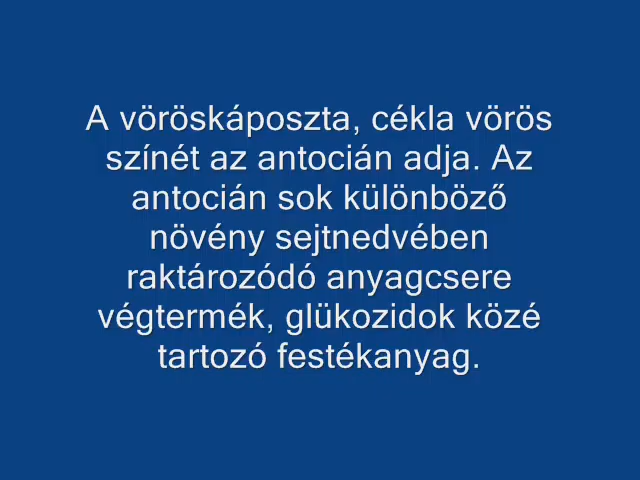 A vöröskáposzta, cékla vörös
színét az antocián adja. Az
antocián sok különböző
növény sejtnedvében
raktározódó anyagcsere
végtermék, glükozidok közé
tartozó festékanyag.